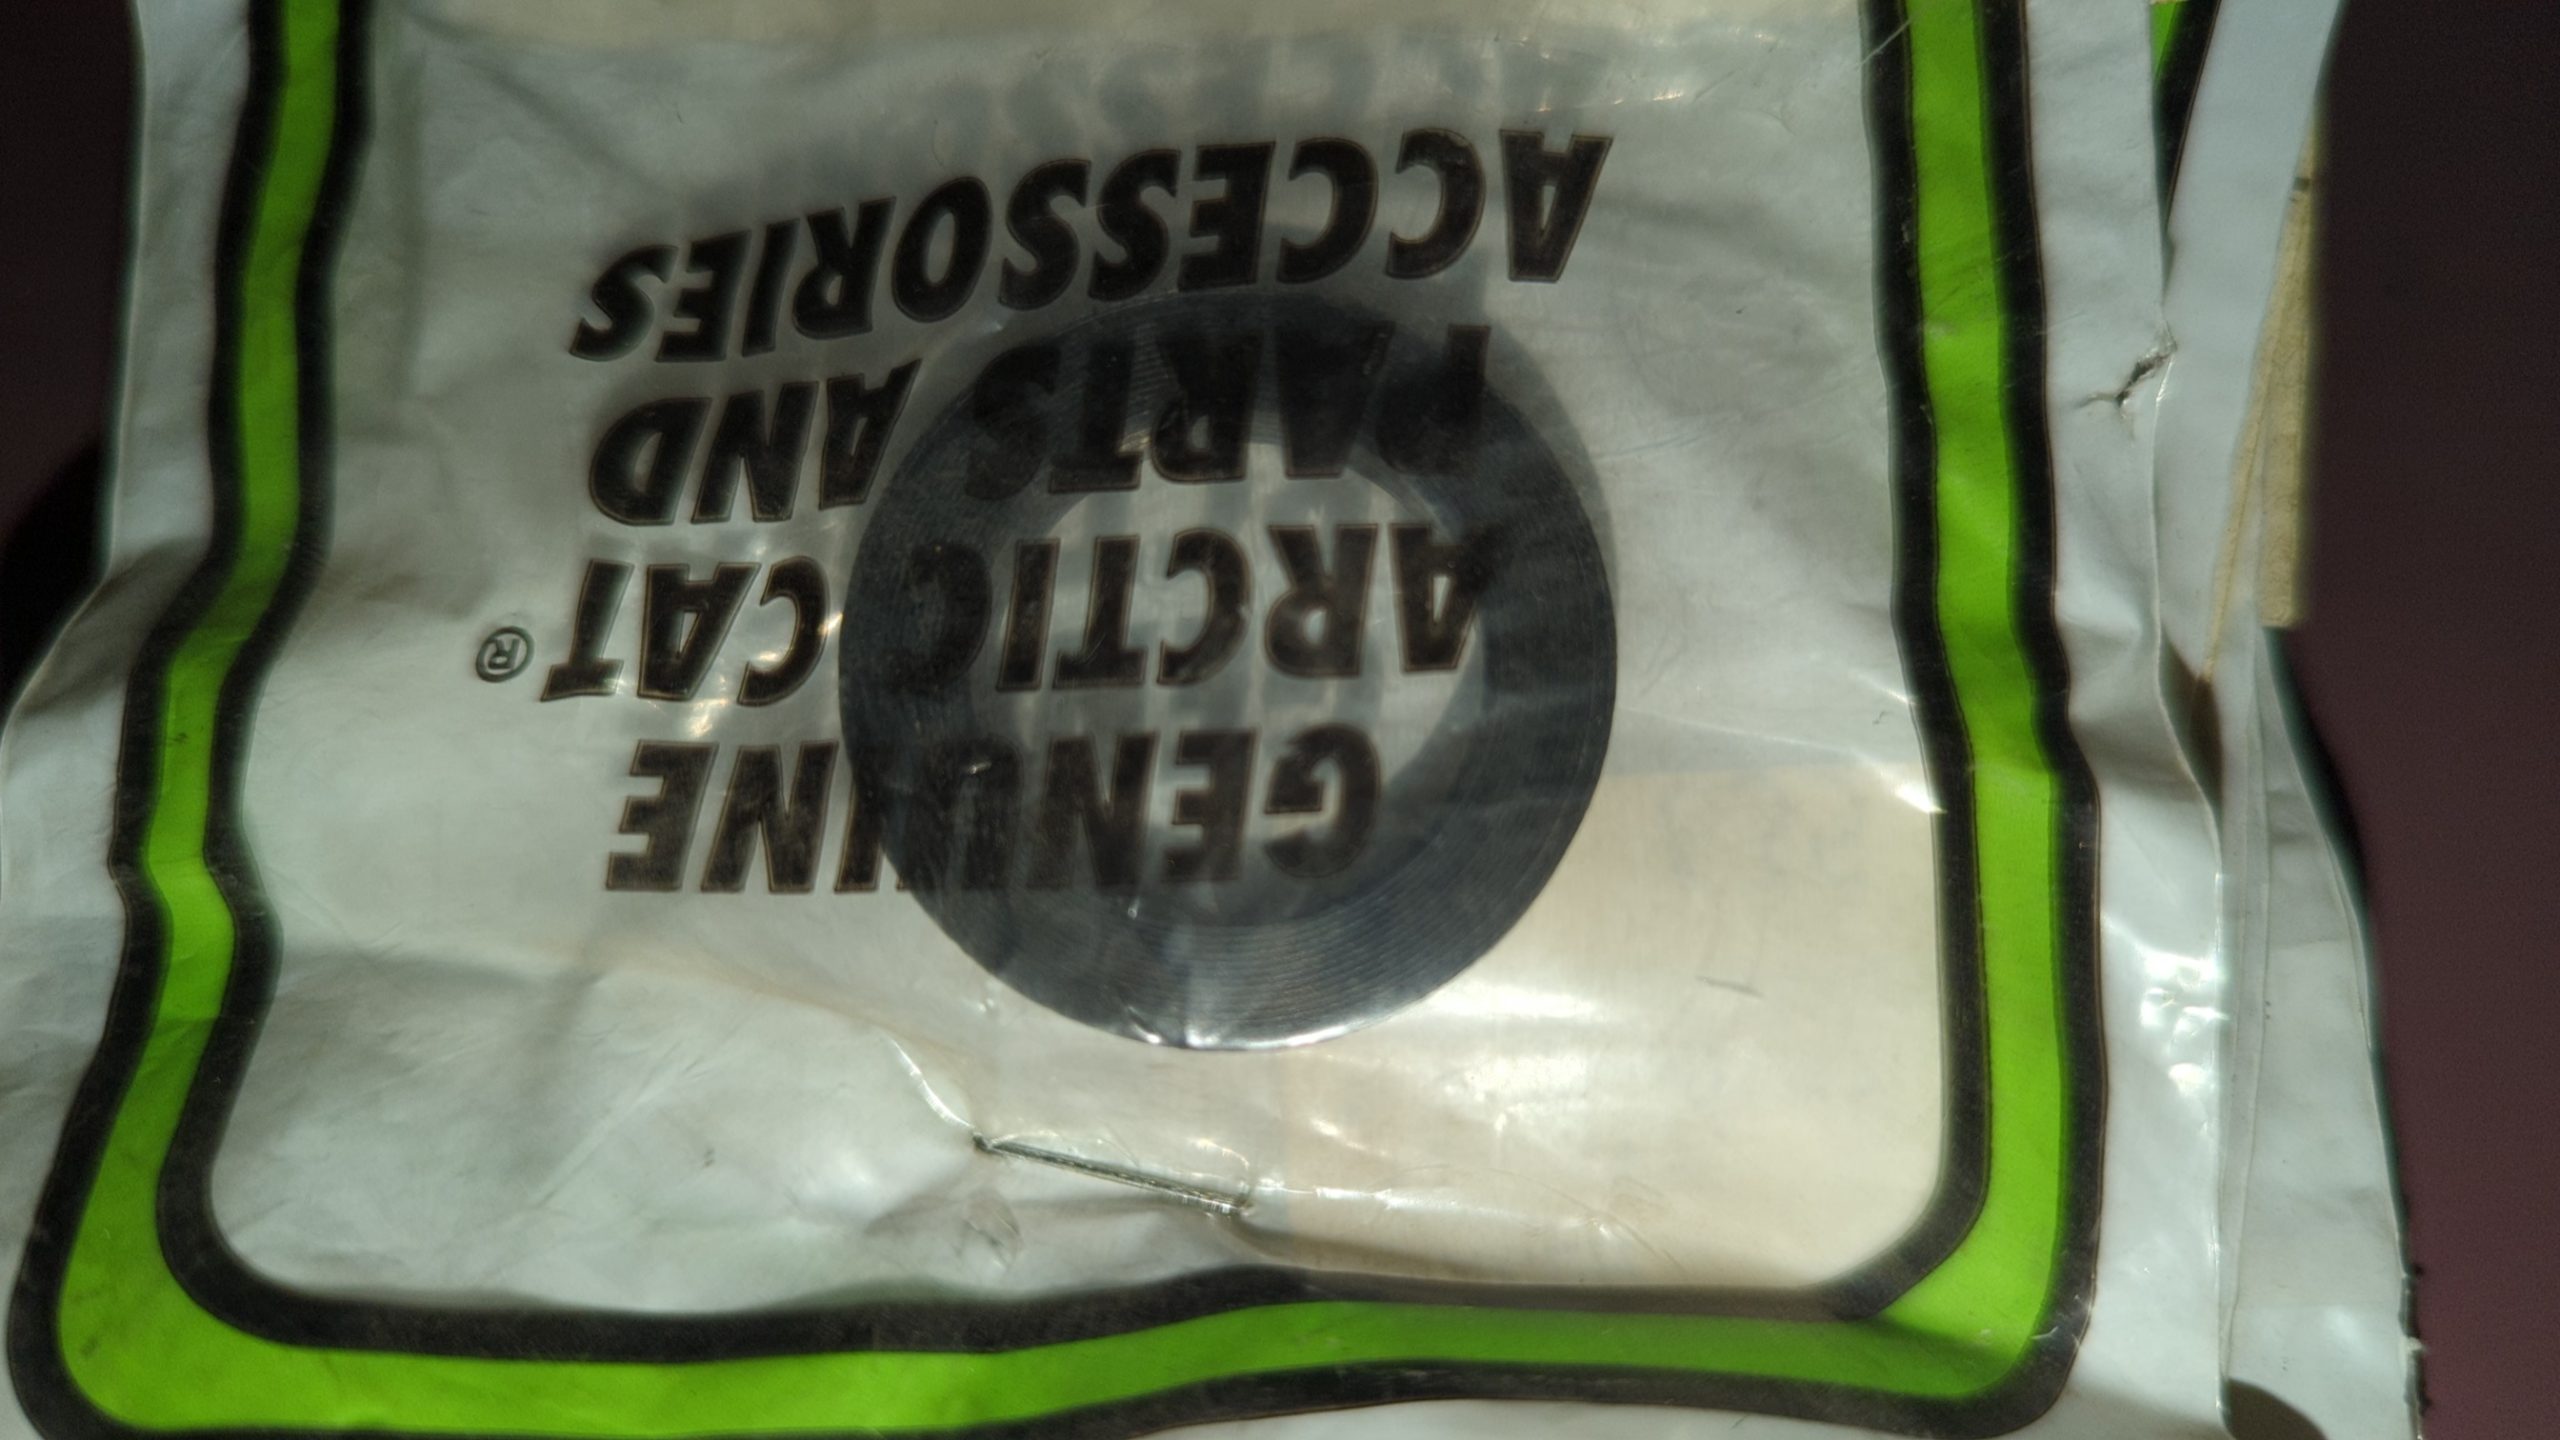 GENUINE
ARCTIC CAT®
PARTS AND
ACCESSORIES